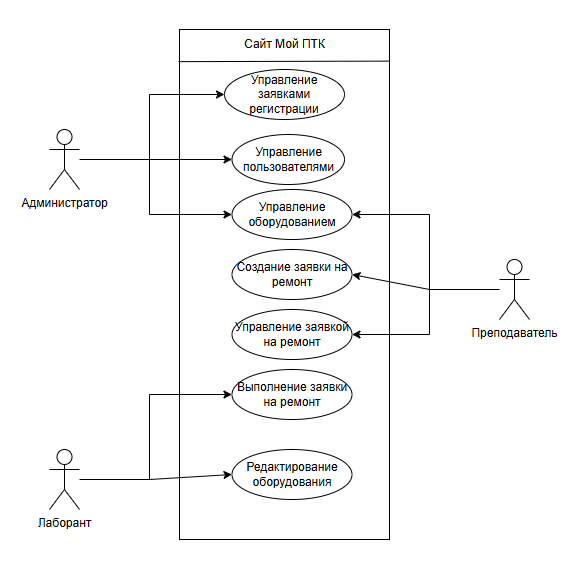 Сайт Мой ПТК
Управление
заявками
регистрации
Управление
пользователями
Администратор
Управление
оборудованием
Создание заявки на
ремонт
Управление заявкой
на ремонт
Преподаватель
Выполнение заявки
на ремонт
Редактирование
оборудования
Лаборант